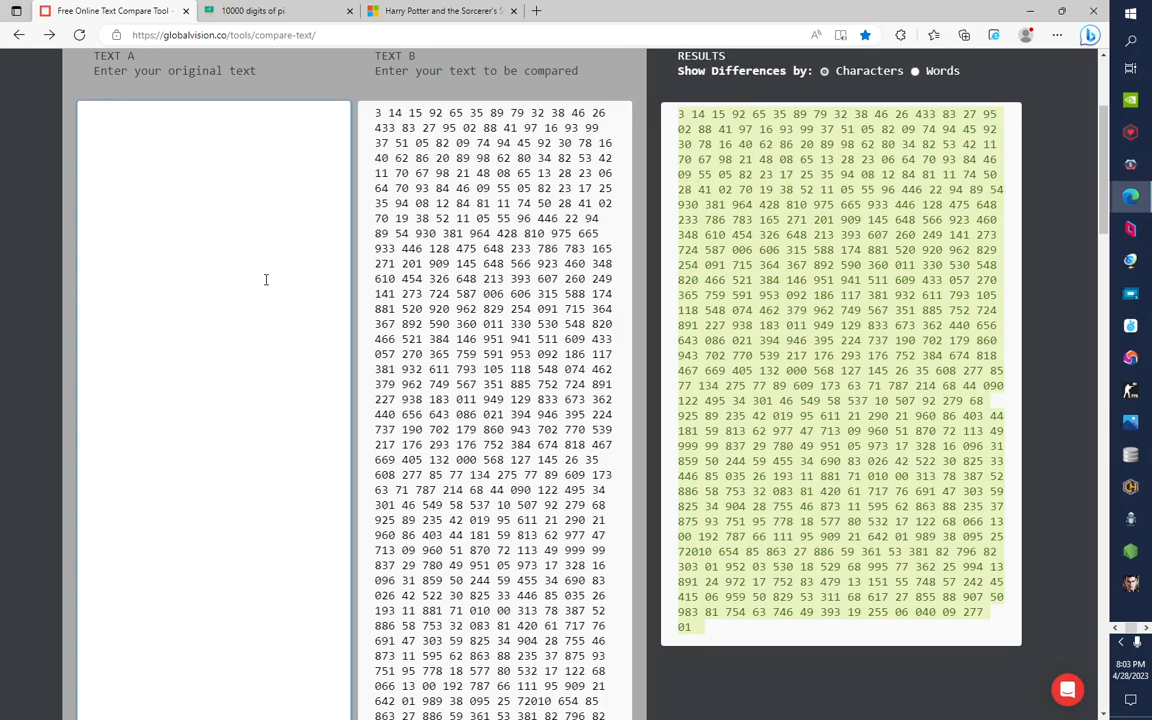 Free Online Text Compare Tool -
10000 digits of pi
Harry Potter and the Sorcerer's S
https://globalvision.co/tools/compare-text/
TEXT A
Enter your original text
TEXT B
Enter your text to be compared
3 14 15 92 65 35 89 79 32 38 46 26
433 83 27 95 02 88 41 97 16 93 99
37 51 05 82 09 74 94 45 92 30 78 16
40 62 86 20 89 98 62 80 34 82 53 42
11 70 67 98 21 48 08 65 13 28 23 06
64 70 93 84 46 09 55 05 82 23 17 25
35 94 08 12 84 81 11 74 50 28 41 02
70 19 38 52 11 05 55 96 446 22 94
89 54 930 381 964 428 810 975 665
933 446 128 475 648 233 786 783 165
271 201 909 145 648 566 923 460 348
610 454 326 648 213 393 607 260 249
141 273 724 587 006 606 315 588 174
881 520 920 962 829 254 091 715 364
367 892 590 360 011 330 530 548 820
466 521 384 146 951 941 511 609 433
057 270 365 759 591 953 092 186 117
381 932 611 793 105 118 548 074 462
379 962 749 567 351 885 752 724 891
227 938 183 011 949 129 833 673 362
440 656 643 086 021 394 946 395 224
737 190 702 179 860 943 702 770 539
217 176 293 176 752 384 674 818 467
669 405 132 000 568 127 145 26 35
608 277 85 77 134 275 77 89 609 173
63 71 787 214 68 44 090 122 495 34
301 46 549 58 537 10 507 92 279 68
925 89 235 42 019 95 611 21 290 21
960 86 403 44 181 59 813 62 977 47
713 09 960 51 870 72 113 49 999 99
837 29 780 49 951 05 973 17 328 16
096 31 859 50 244 59 455 34 690 83
026 42 522 30 825 33 446 85 035 26
193 11 881 71 010 00 313 78 387 52
886 58 753 32 083 81 420 61 717 76
691 47 303 59 825 34 904 28 755 46
873 11 595 62 863 88 235 37 875 93
751 95 778 18 577 80 532 17 122 68
066 13 00 192 787 66 111 95 909 21
642 01 989 38 095 25 72010 654 85
863 27 886 59 361 53 381 82 796 82
RESULTS
Show Differences by: Characters Words
3 14 15 92 65 35 89 79 32 38 46 26 433 83 27 95
02 88 41 97 16 93 99 37 51 05 82 09 74 94 45 92
30 78 16 40 62 86 20 89 98 62 80 34 82 53 42 11
70 67 98 21 48 08 65 13 28 23 06 64 70 93 84 46
09 55 05 82 23 17 25 35 94 08 12 84 81 11 74 50
28 41 02 70 19 38 52 11 05 55 96 446 22 94 89 54
930 381 964 428 810 975 665 933 446 128 475 648
233 786 783 165 271 201 909 145 648 566 923 460
348 610 454 326 648 213 393 607 260 249 141 273
724 587 006 606 315 588 174 881 520 920 962 829
254 091 715 364 367 892 590 360 011 330 530 548
820 466 521 384 146 951 941 511 609 433 057 270
365 759 591 953 092 186 117 381 932 611 793 105
118 548 074 462 379 962 749 567 351 885 752 724
891 227 938 183 011 949 129 833 673 362 440 656
643 086 021 394 946 395 224 737 190 702 179 860
943 702 770 539 217 176 293 176 752 384 674 818
467 669 405 132 000 568 127 145 26 35 608 277 85
77 134 275 77 89 609 173 63 71 787 214 68 44 090
122 495 34 301 46 549 58 537 10 507 92 279 68
925 89 235 42 019 95 611 21 290 21 960 86 403 44
181 59 813 62 977 47 713 09 960 51 870 72 113 49
999 99 837 29 780 49 951 05 973 17 328 16 096 31
859 50 244 59 455 34 690 83 026 42 522 30 825 33
446 85 035 26 193 11 881 71 010 00 313 78 387 52
886 58 753 32 083 81 420 61 717 76 691 47 303 59
825 34 904 28 755 46 873 11 595 62 863 88 235 37
875 93 751 95 778 18 577 80 532 17 122 68 066 13
00 192 787 66 111 95 909 21 642 01 989 38 095 25
72010 654 85 863 27 886 59 361 53 381 82 796 82
303 01 952 03 530 18 529 68 995 77 362 25 994 13
891 24 972 17 752 83 479 13 151 55 748 57 242 45
415 06 959 50 829 53 311 68 617 27 855 88 907 50
983 81 754 63 746 49 393 19 255 06 040 09 277
01
8:03 PM
4/28/2023